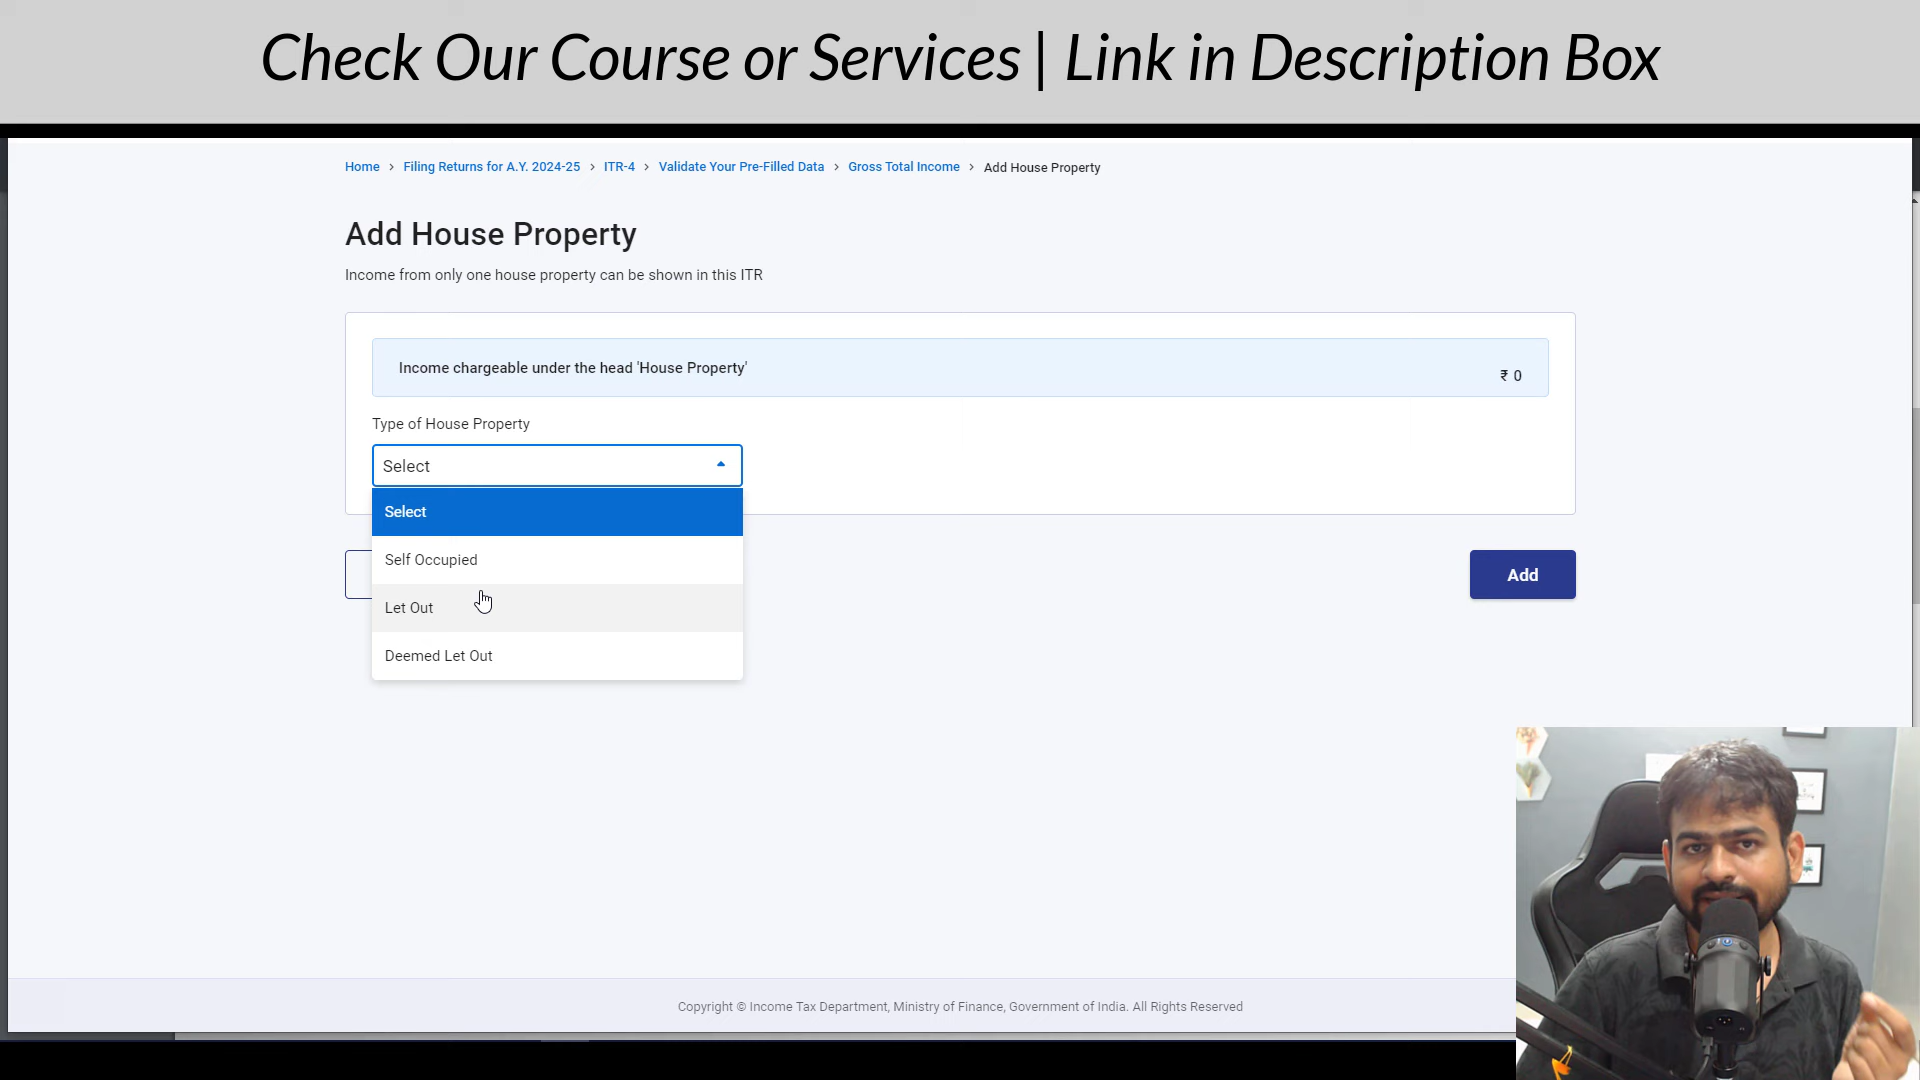 Check Our Course or Services | Link in Description Box
Home > Filing Returns for A.Y. 2024-25 > ITR-4 > Validate Your Pre-Filled Data > Gross Total Income > Add House Property
Add House Property
Income from only one house property can be shown in this ITR
Income chargeable under the head 'House Property'
₹ 0
Type of House Property
Select
Select
Self Occupied
Let Out
Deemed Let Out
Add
Copyright © Income Tax Department, Ministry of Finance, Government of India. All Rights Reserved